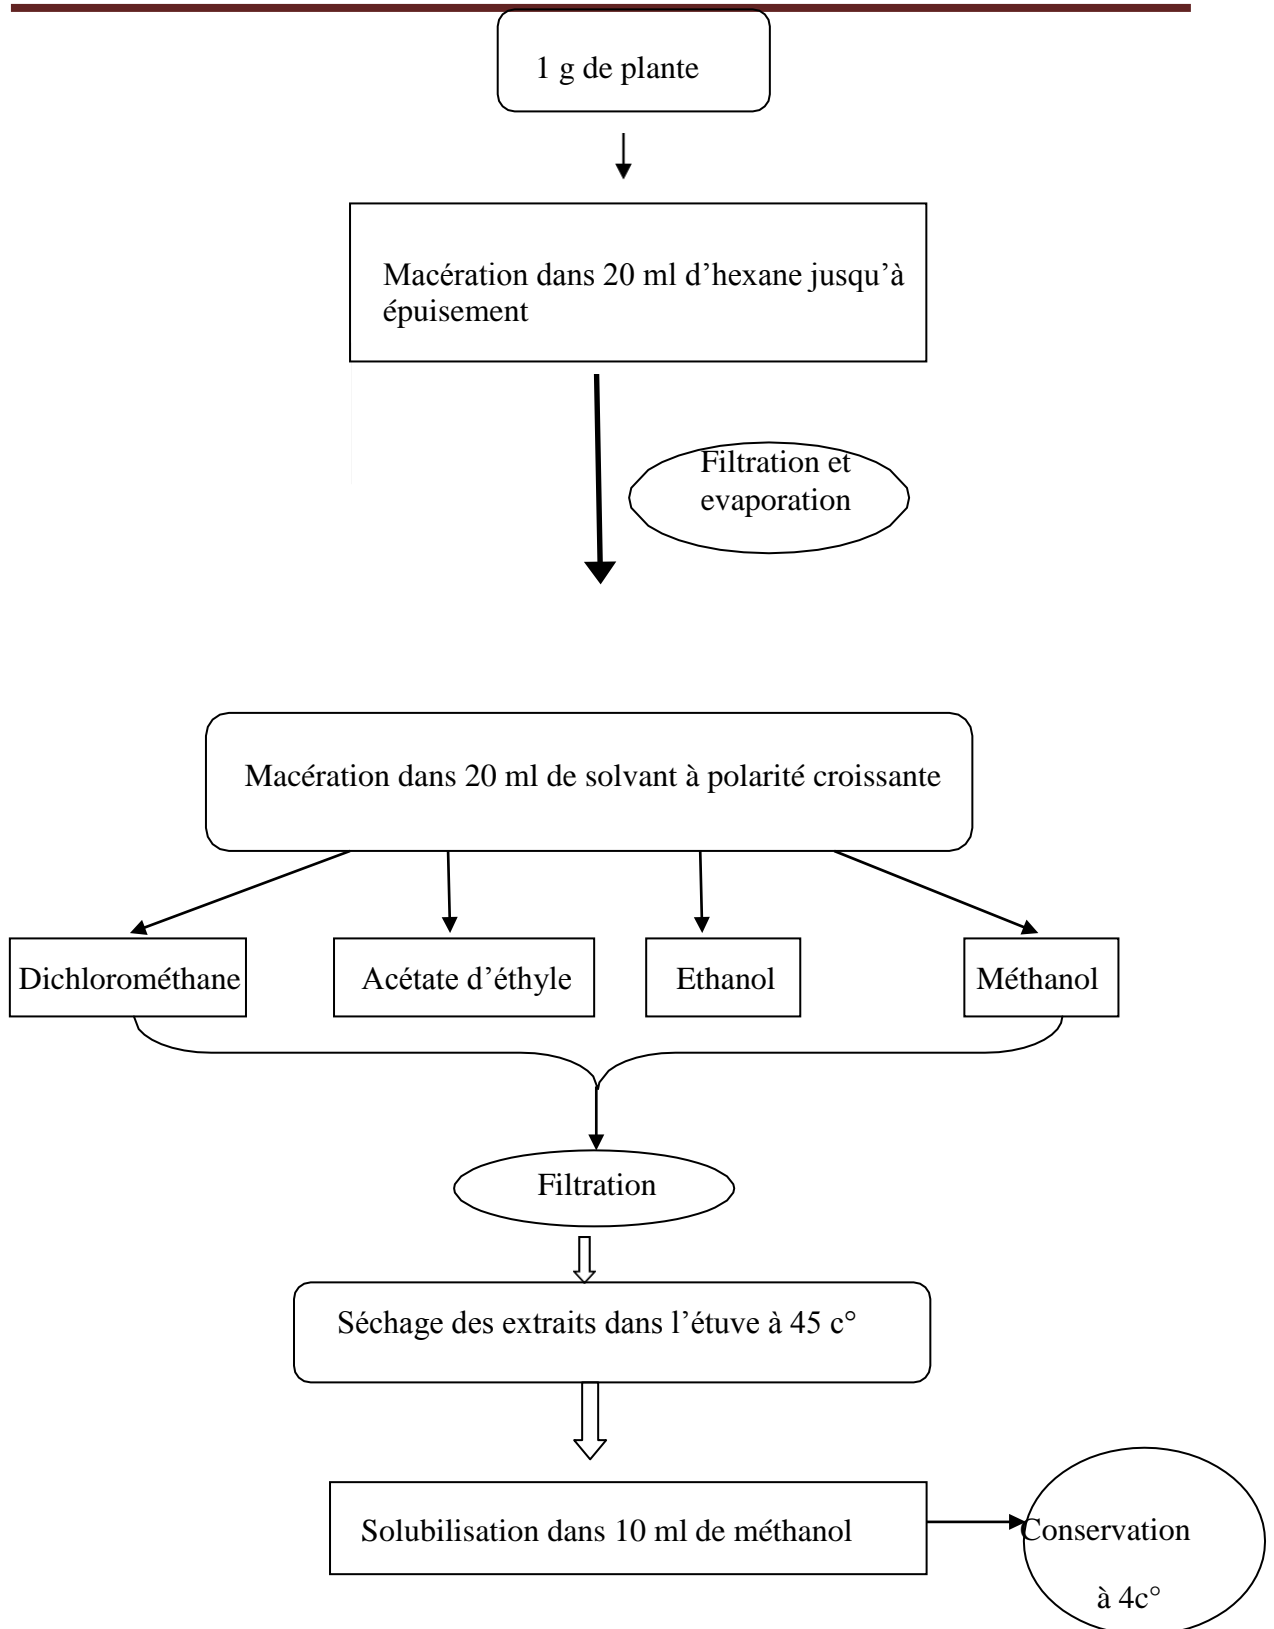 1 g de plante
Macération dans 20 ml d’hexane jusqu’à
épuisement
Filtration et
evaporation
Macération dans 20 ml de solvant à polarité croissante
Dichlorométhane
Acétate d’éthyle
Ethanol
Méthanol
Filtration
Séchage des extraits dans l’étuve à 45 c°
Solubilisation dans 10 ml de méthanol
Conservation
à 4c°